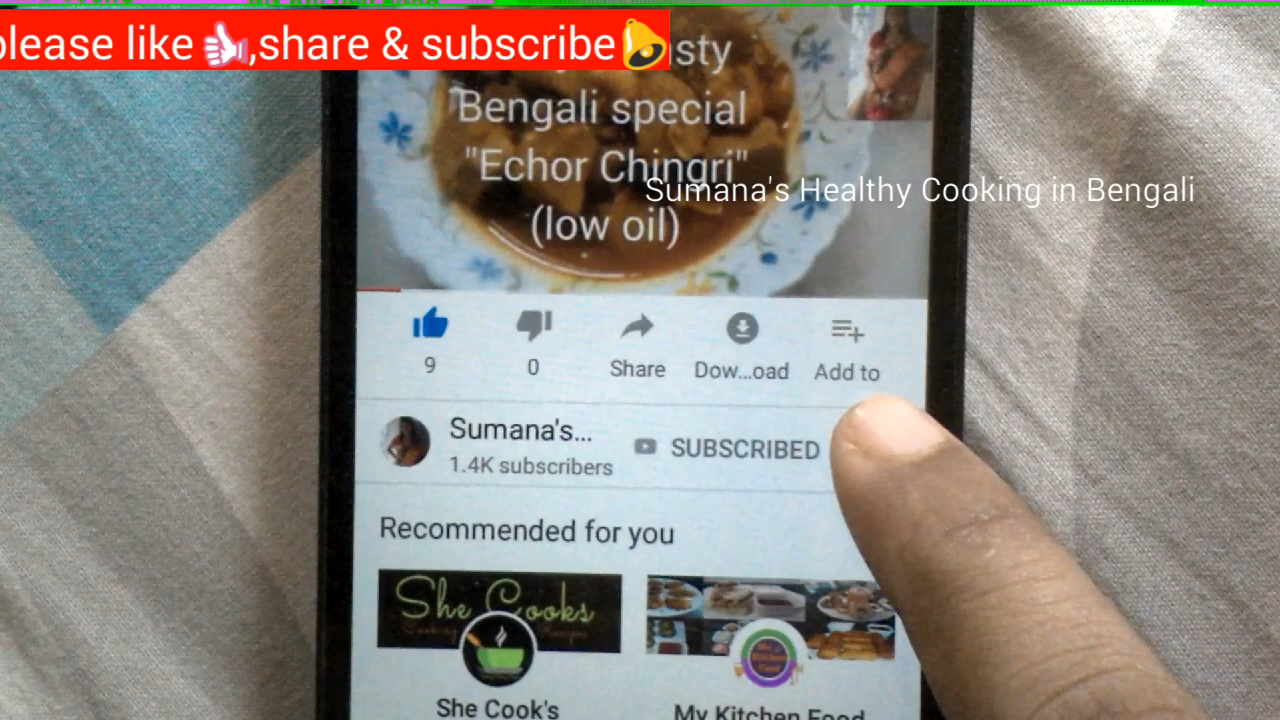 please like 👍,share & subscribe🔔
sty
Bengali special
"Echor Chingri"
(low oil)
Sumana's Healthy Cooking in Bengali
9
0
Share
Dow...oad
Add to
Sumana's...
1.4K subscribers
SUBSCRIBED
Recommended for you
She Cooks
She Cook's
My Kitchen Food